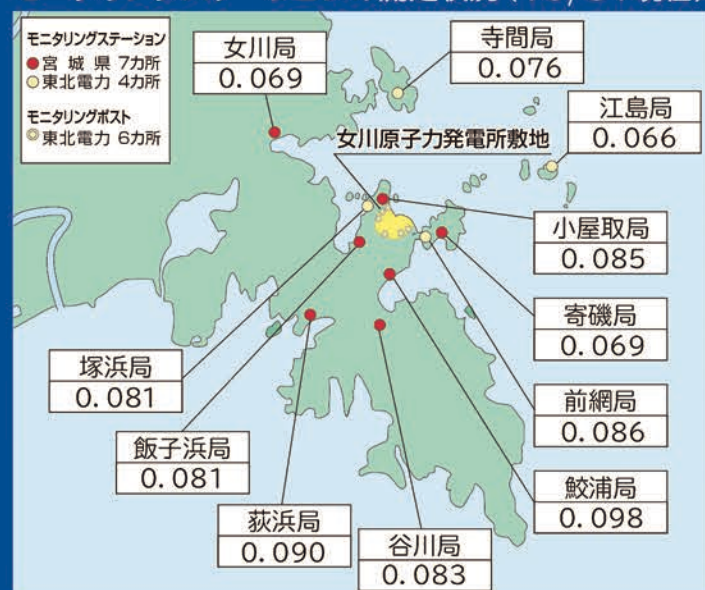 モニタリングステーション
宮城県 7カ所
東北電力 4カ所
モニタリングポスト
東北電力 6カ所
女川局
0.069
寺間局
0.076
江島局
0.066
女川原子力発電所敷地
小屋取局
0.085
寄磯局
0.069
前網局
0.086
鮫浦局
0.098
塚浜局
0.081
飯子浜局
0.081
荻浜局
0.090
谷川局
0.083